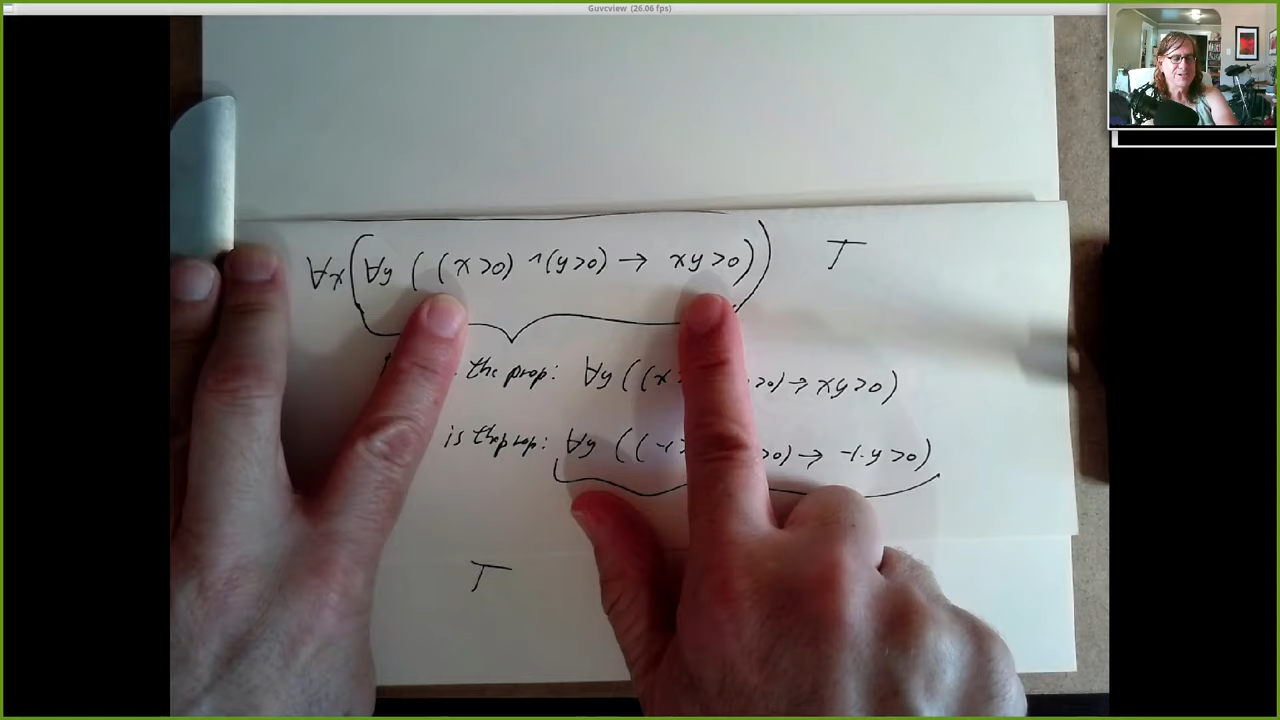 Guvcview (26.06 fps)
∀x(∀y ( (x >0) ^ (y>0) → xy >0)) T
the prop: ∀y ((x >0) → xy >0)
is the prop: ∀y ((-1 >0) → -1·y >0)
T